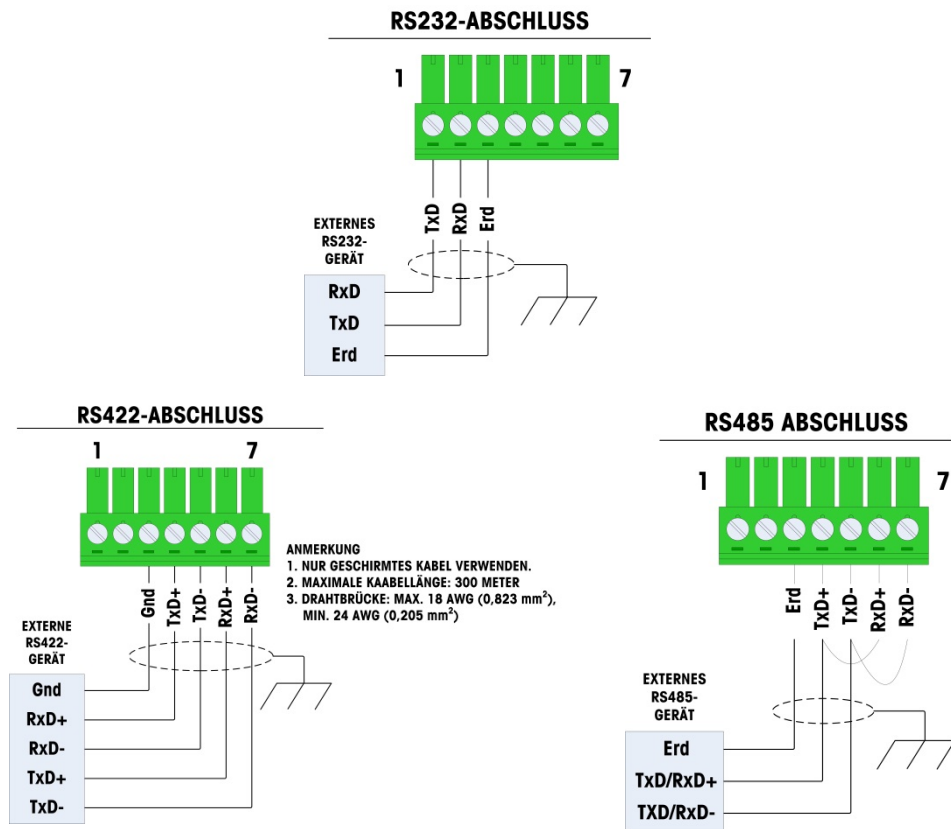 RS232-ABSCHLUSS
1
7
TxD
RxD
Erd
EXTERNES
RS232-
GERÄT
RxD
TxD
Erd
RS422-ABSCHLUSS
1
7
Gnd
TxD+
TxD-
RxD+
RxD-
ANMERKUNG
1. NUR GESCHIRMTES KABEL VERWENDEN.
2. MAXIMALE KAABELLÄNGE: 300 METER
3. DRAHTBRÜCKE: MAX. 18 AWG (0,823 mm²),
MIN. 24 AWG (0,205 mm²)
EXTERNE
RS422-
GERÄT
Gnd
RxD+
RxD-
TxD+
TxD-
RS485 ABSCHLUSS
1
7
Erd
TxD+
TxD-
RxD+
RxD-
EXTERNES
RS485-
GERÄT
Erd
TxD/RxD+
TXD/RxD-